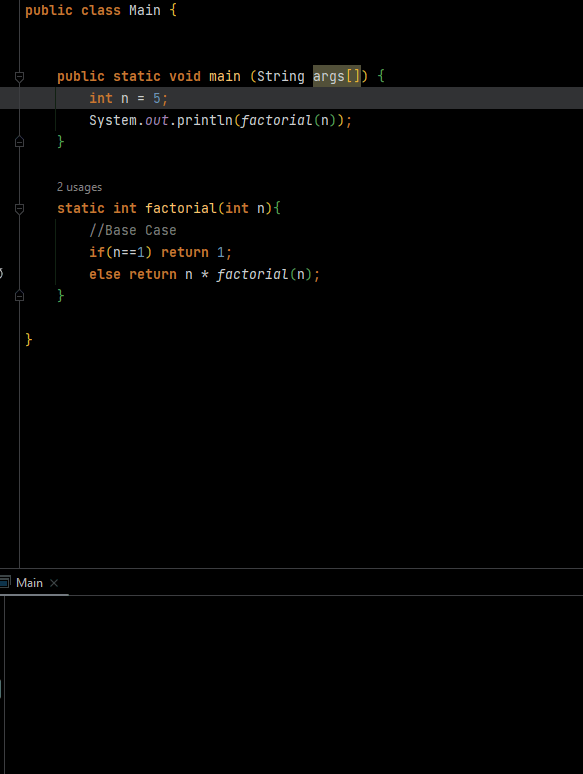 public class Main {
public static void main (String args[]) {
int n = 5;
System.out.println(factorial(n));
}
2 usages
static int factorial(int n){
//Base Case
if(n==1) return 1;
else return n * factorial(n);
}
}
Main